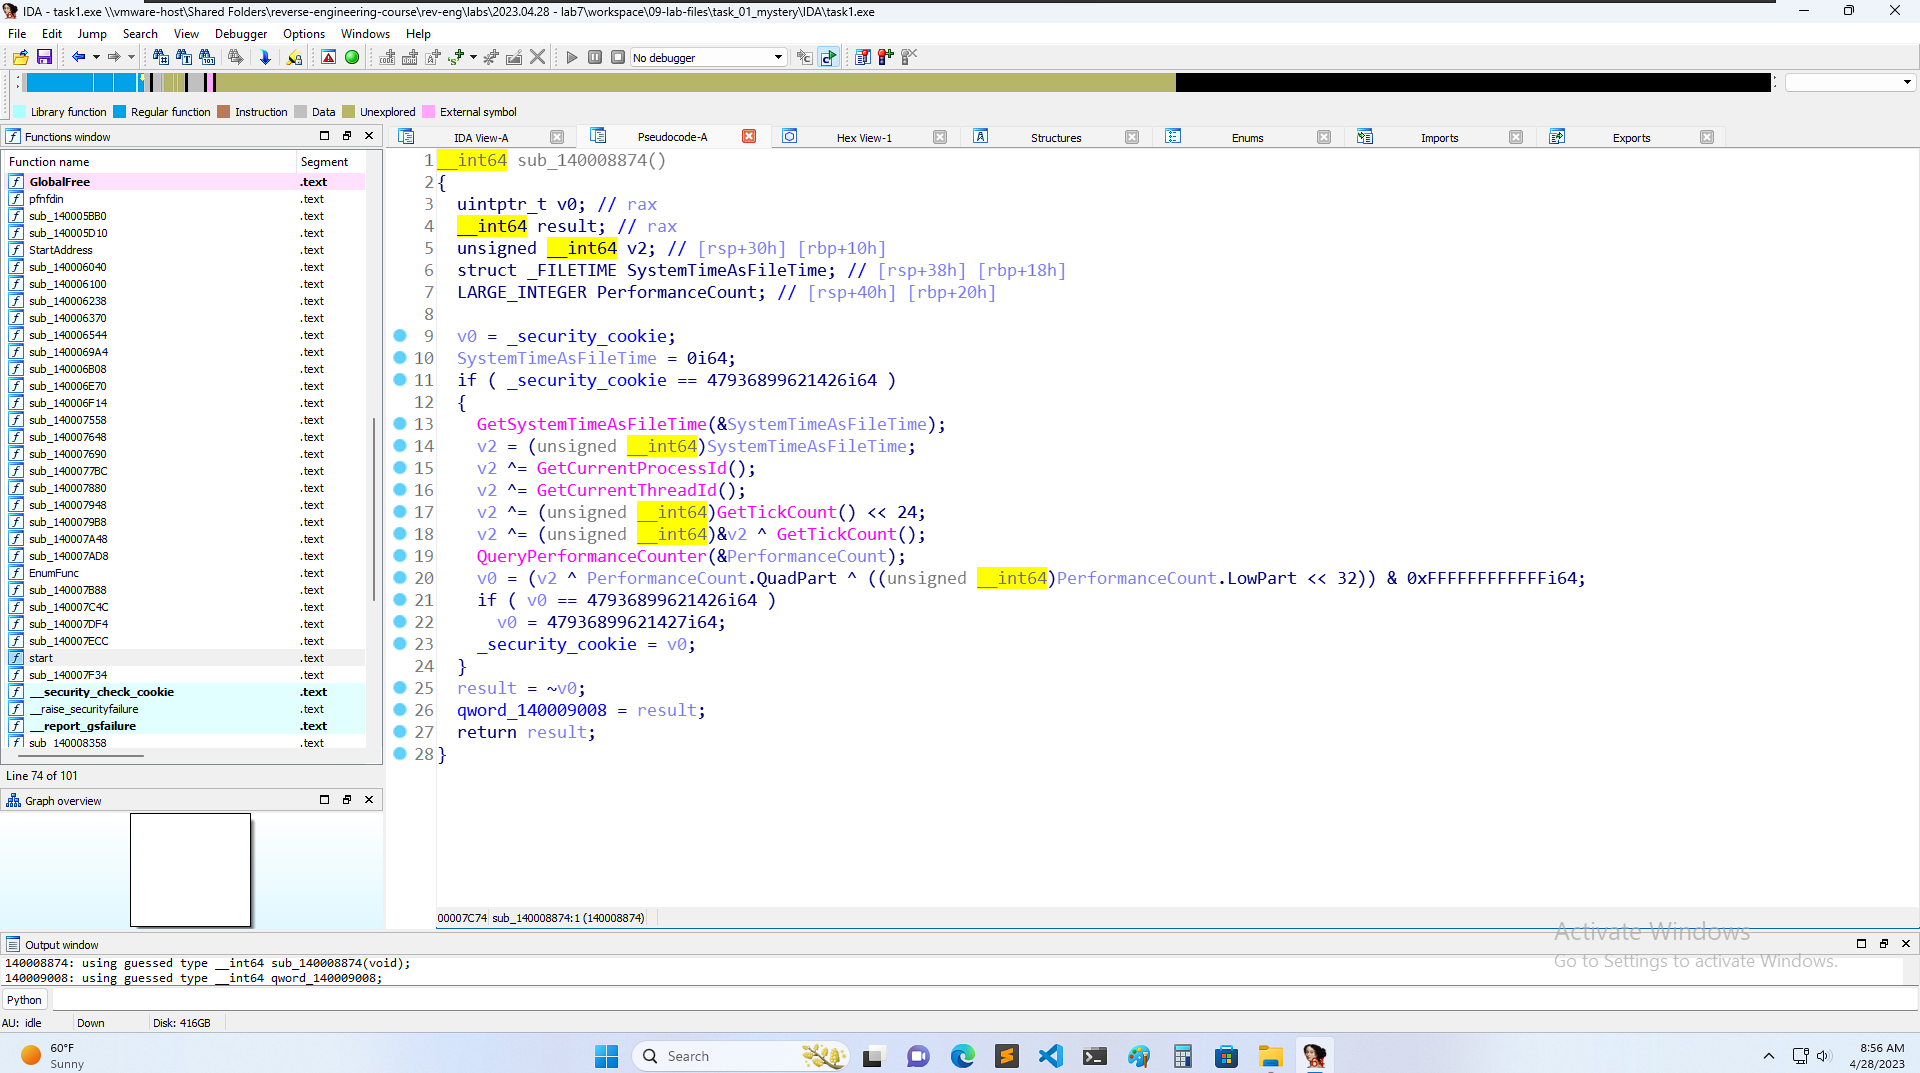 IDA - task1.exe \\vmware-host\Shared Folders\reverse-engineering-course\rev-eng\labs\2023.04.28 - lab7\workspace\09-lab-files\task_01_mystery\IDA\task1.exe
File Edit Jump Search View Debugger Options Windows Help
No debugger
Library function Regular function Instruction Data Unexplored External symbol
Functions window
IDA View-A Pseudocode-A Hex View-1 Structures Enums Imports Exports
Function name Segment
GlobalFree .text
pfnfdin .text
sub_140005BB0 .text
sub_140005D10 .text
StartAddress .text
sub_140006040 .text
sub_140006100 .text
sub_140006238 .text
sub_140006370 .text
sub_140006544 .text
sub_1400069A4 .text
sub_140006B08 .text
sub_140006E70 .text
sub_140006F14 .text
sub_140007558 .text
sub_140007648 .text
sub_140007690 .text
sub_1400077BC .text
sub_140007880 .text
sub_140007948 .text
sub_1400079B8 .text
sub_140007A48 .text
sub_140007AD8 .text
EnumFunc .text
sub_140007B88 .text
sub_140007C4C .text
sub_140007DF4 .text
sub_140007ECC .text
start .text
sub_140007F34 .text
__security_check_cookie .text
__raise_securityfailure .text
__report_gsfailure .text
sub_140008358 .text
Line 74 of 101
Graph overview
1 __int64 sub_140008874()
2 {
3 uintptr_t v0; // rax
4 __int64 result; // rax
5 unsigned __int64 v2; // [rsp+30h] [rbp+10h]
6 struct _FILETIME SystemTimeAsFileTime; // [rsp+38h] [rbp+18h]
7 LARGE_INTEGER PerformanceCount; // [rsp+40h] [rbp+20h]
8
9 v0 = _security_cookie;
10 SystemTimeAsFileTime = 0i64;
11 if ( _security_cookie == 47936899621426i64 )
12 {
13 GetSystemTimeAsFileTime(&SystemTimeAsFileTime);
14 v2 = (unsigned __int64)SystemTimeAsFileTime;
15 v2 ^= GetCurrentProcessId();
16 v2 ^= GetCurrentThreadId();
17 v2 ^= (unsigned __int64)GetTickCount() << 24;
18 v2 ^= (unsigned __int64)&v2 ^ GetTickCount();
19 QueryPerformanceCounter(&PerformanceCount);
20 v0 = (v2 ^ PerformanceCount.QuadPart ^ ((unsigned __int64)PerformanceCount.LowPart << 32)) & 0xFFFFFFFFFFFFi64;
21 if ( v0 == 47936899621426i64 )
22 v0 = 47936899621427i64;
23 _security_cookie = v0;
24 }
25 result = ~v0;
26 qword_140009008 = result;
27 return result;
28 }
00007C74 sub_140008874:1 (140008874)
Activate Windows
Go to Settings to activate Windows.
Output window
140008874: using guessed type __int64 sub_140008874(void);
140009008: using guessed type __int64 qword_140009008;
Python
AU: idle Down Disk: 416GB
60°F
Sunny
Search
8:56 AM
4/28/2023